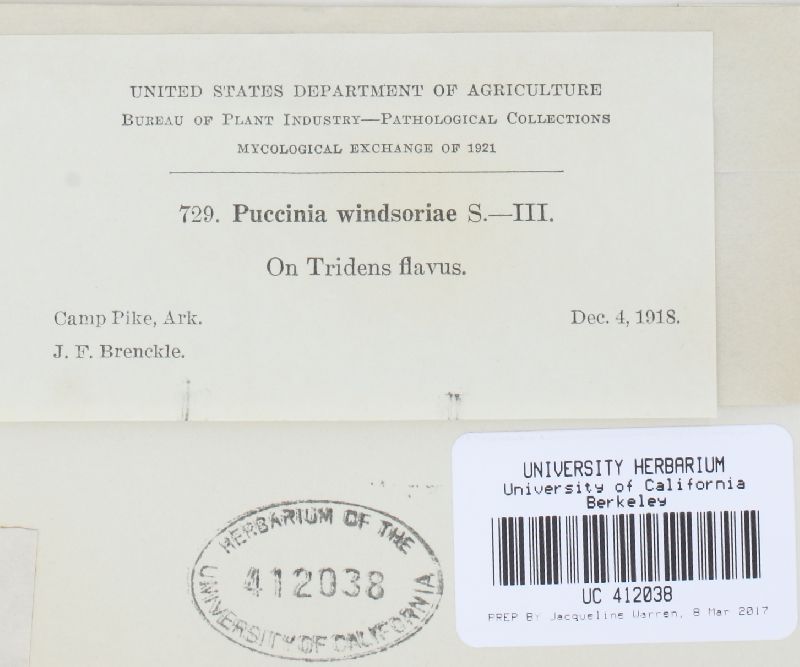 UNITED STATES DEPARTMENT OF AGRICULTURE
BUREAU OF PLANT INDUSTRY—PATHOLOGICAL COLLECTIONS
MYCOLOGICAL EXCHANGE OF 1921
729. Puccinia windsoriae S.—III.
On Tridens flavus.
Camp Pike, Ark.
Dec. 4, 1918.
J. F. Brenckle.
UNIVERSITY HERBARIUM
University of California
Berkeley
UC 412038
PREP BY Jacqueline Warren, 8 Mar 2017
HERBARIUM OF THE
412038
UNIVERSITY OF CALIFORNIA